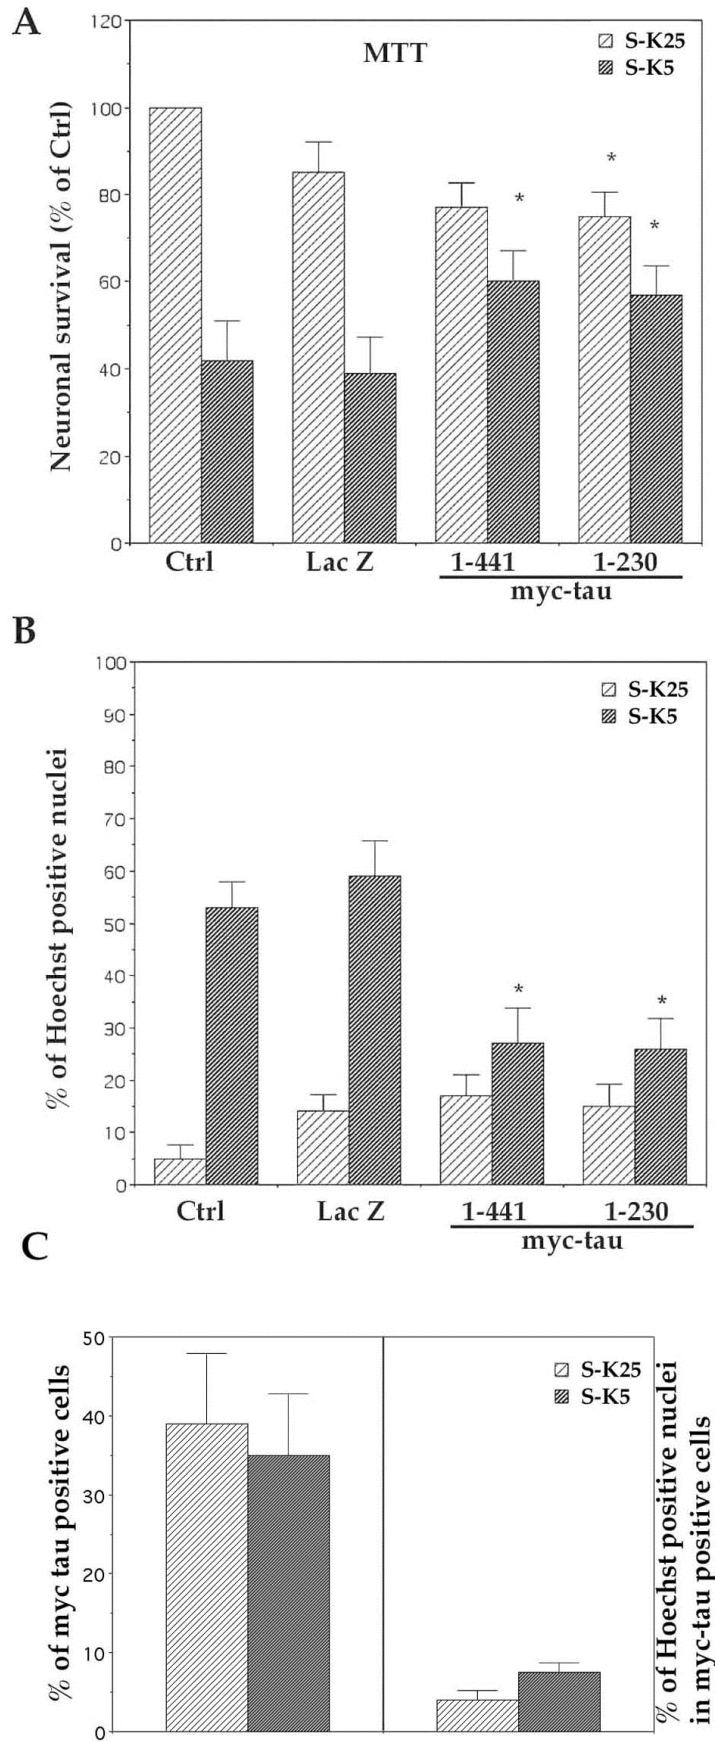 A
120
100
80
60
40
20
0
Neuronal survival (% of Ctrl)
MTT
S-K25
S-K5
*
*
*
Ctrl
Lac Z
1-441
1-230
myc-tau
B
100
90
80
70
60
50
40
30
20
10
0
% of Hoechst positive nuclei
S-K25
S-K5
*
*
Ctrl
Lac Z
1-441
1-230
myc-tau
C
50
40
30
20
10
0
% of myc tau positive cells
S-K25
S-K5
% of Hoechst positive nuclei
in myc-tau positive cells